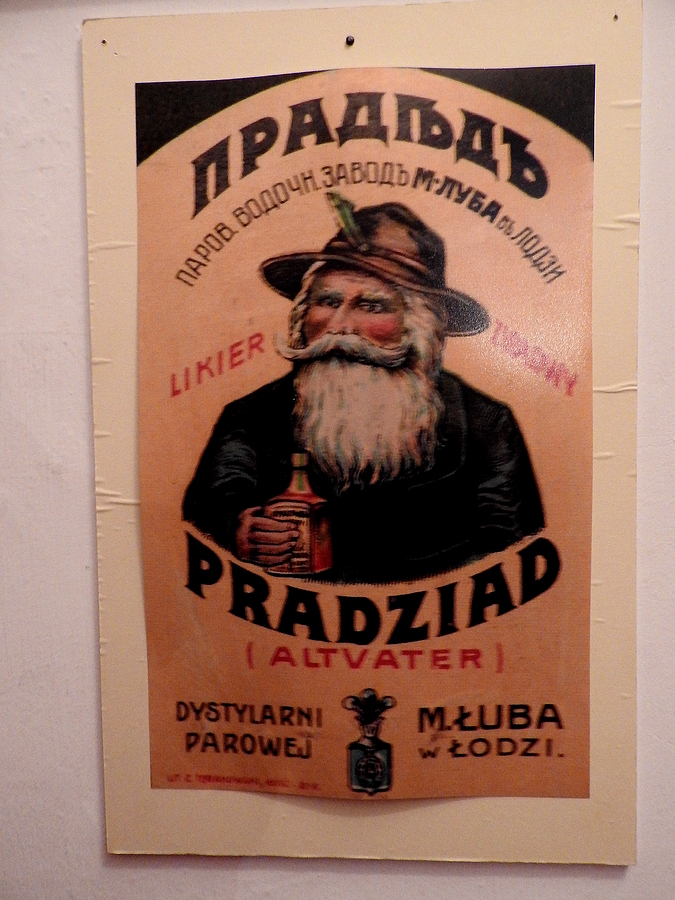 ПРАДѢДЪ
ПАРОВ. ВОДОЧН. ЗАВОДЪ М·ЛУБА въ ЛОДЗИ
LIKIER
PRADZIAD
(ALTVATER)
DYSTYLARNI
PAROWEJ
M.ŁUBA
w ŁODZI.